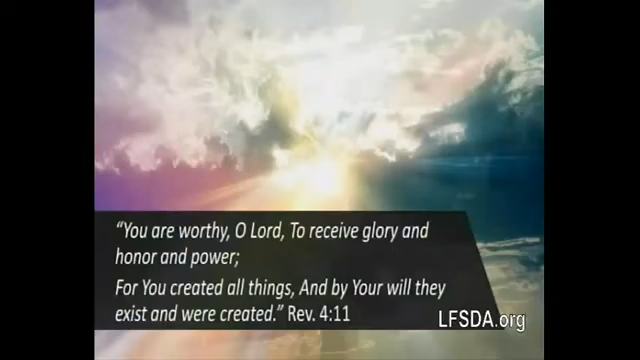 “You are worthy, O Lord, To receive glory and
honor and power;
For You created all things, And by Your will they
exist and were created.” Rev. 4:11
LFSDA.org